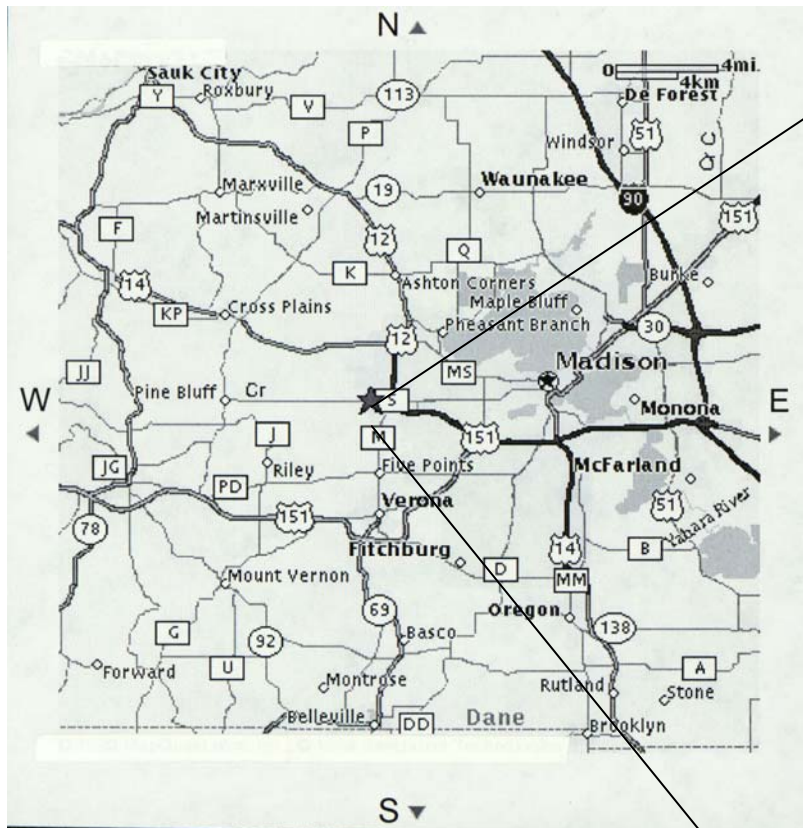 N
Sauk City
Y
Roxbury
V
113
0 4mi
4km
De Forest
P
51
Windsor
Cr C
Marxville
19
Waunakee
90
Martinsville
151
F
12
Q
K
Ashton Corners
14
Maple Bluff
Burke
KP
Cross Plains
12
Pheasant Branch
30
JJ
MS
Madison
W
Pine Bluff
Cr
S
Monona
E
J
M
151
JG
Riley
Five Points
McFarland
PD
Verona
51
Yahara River
78
151
Fitchburg
14
B
D
MM
Mount Vernon
69
Oregon
138
G
92
Basco
Forward
U
A
Montrose
Rutland
Stone
Belleville
DD
Dane
Brooklyn
S